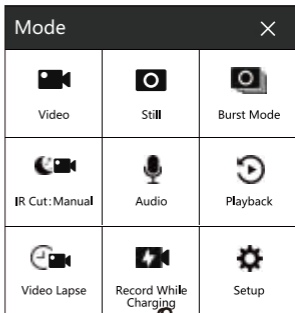 Mode
Video
Still
Burst Mode
IR Cut:Manual
Audio
Playback
Video Lapse
Record While
Charging
Setup